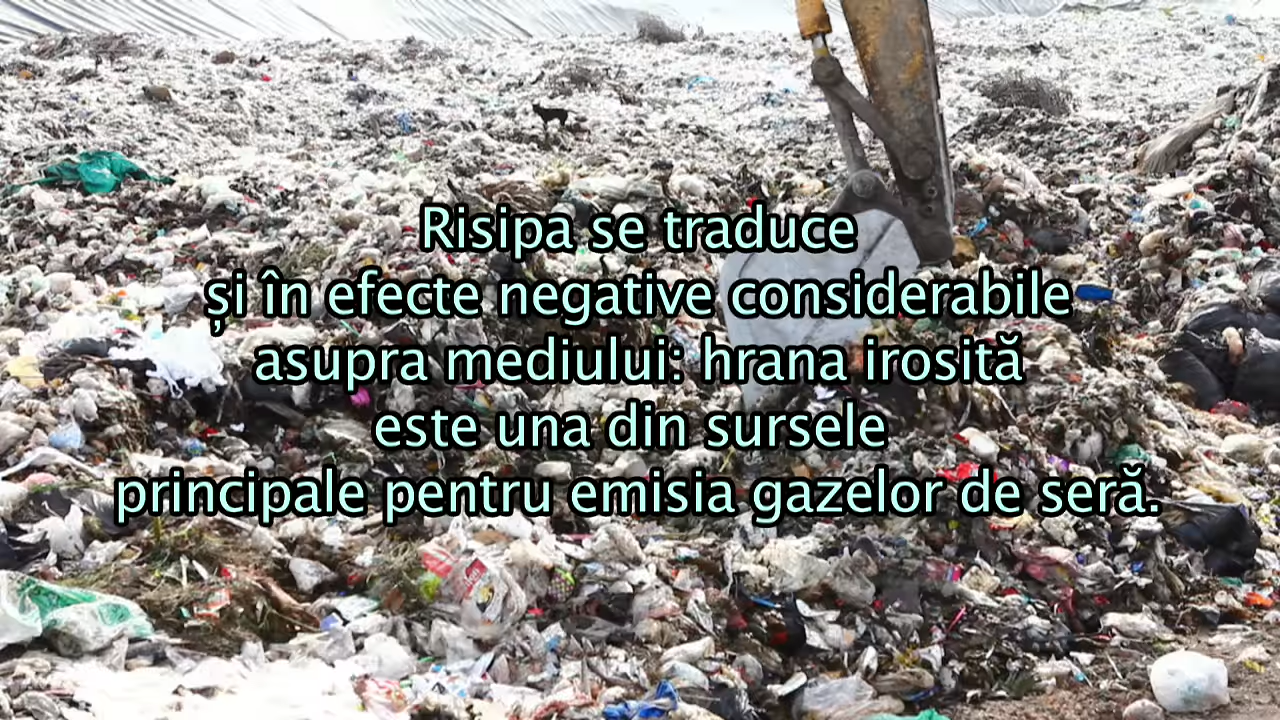 Risipa se traduce
și în efecte negative considerabile
asupra mediului: hrana irosită
este una din sursele
principale pentru emisia gazelor de seră.